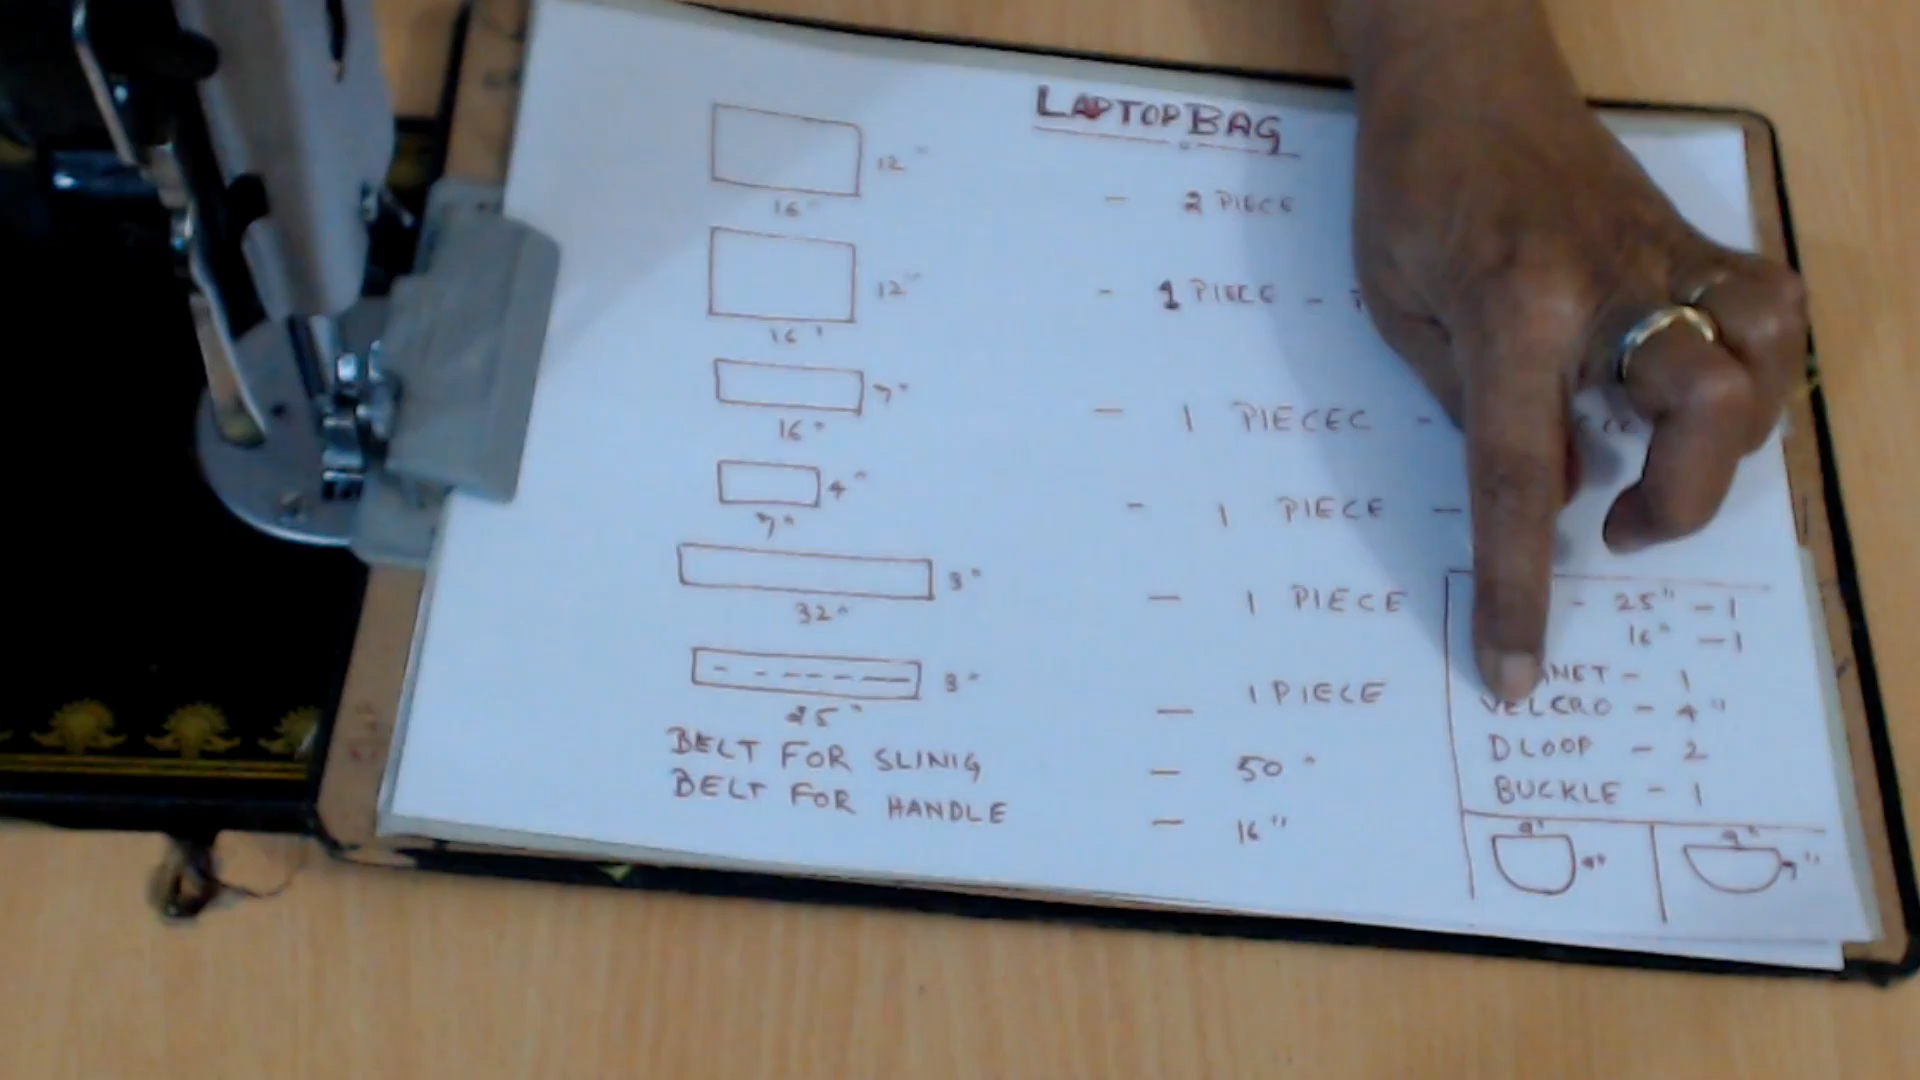 LAPTOP BAG
12"
16"
- 2 PIECE
12"
16"
- 1 PIECE -
7"
16"
- 1 PIECEC -
4"
7"
- 1 PIECE -
3"
32"
- 1 PIECE
3"
25"
- 1 PIECE
BELT FOR SLINIG - 50"
BELT FOR HANDLE - 16"
- 25" - 1
16" - 1
- 1
VELCRO - 4"
D LOOP - 2
BUCKLE - 1
9"
7"